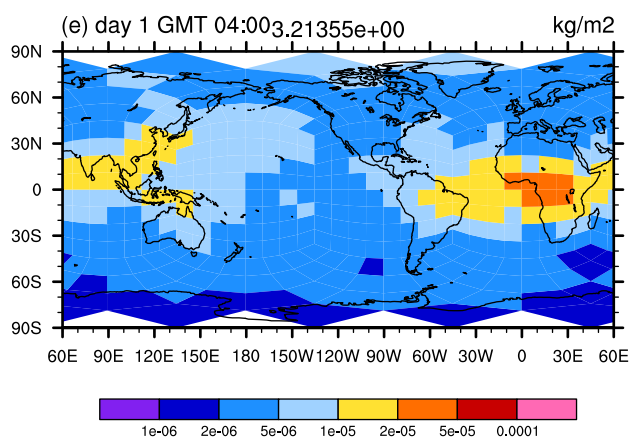 (e) day 1 GMT 04:00 3.21355e+00 kg/m2
90N
60N
30N
0
30S
60S
90S
60E 90E 120E 150E 180 150W 120W 90W 60W 30W 0 30E 60E
1e-06 2e-06 5e-06 1e-05 2e-05 5e-05 0.0001